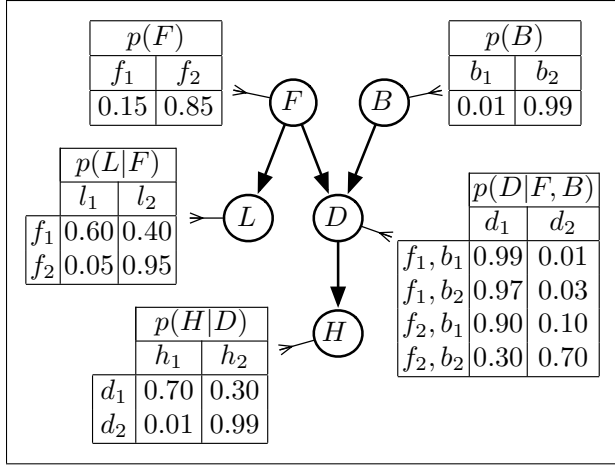 p(F)
f₁ f₂
0.15 0.85
p(B)
b₁ b₂
0.01 0.99
F
B
p(L|F)
l₁ l₂
f₁ 0.60 0.40
f₂ 0.05 0.95
L
D
p(D|F, B)
d₁ d₂
f₁, b₁ 0.99 0.01
f₁, b₂ 0.97 0.03
f₂, b₁ 0.90 0.10
f₂, b₂ 0.30 0.70
p(H|D)
h₁ h₂
d₁ 0.70 0.30
d₂ 0.01 0.99
H